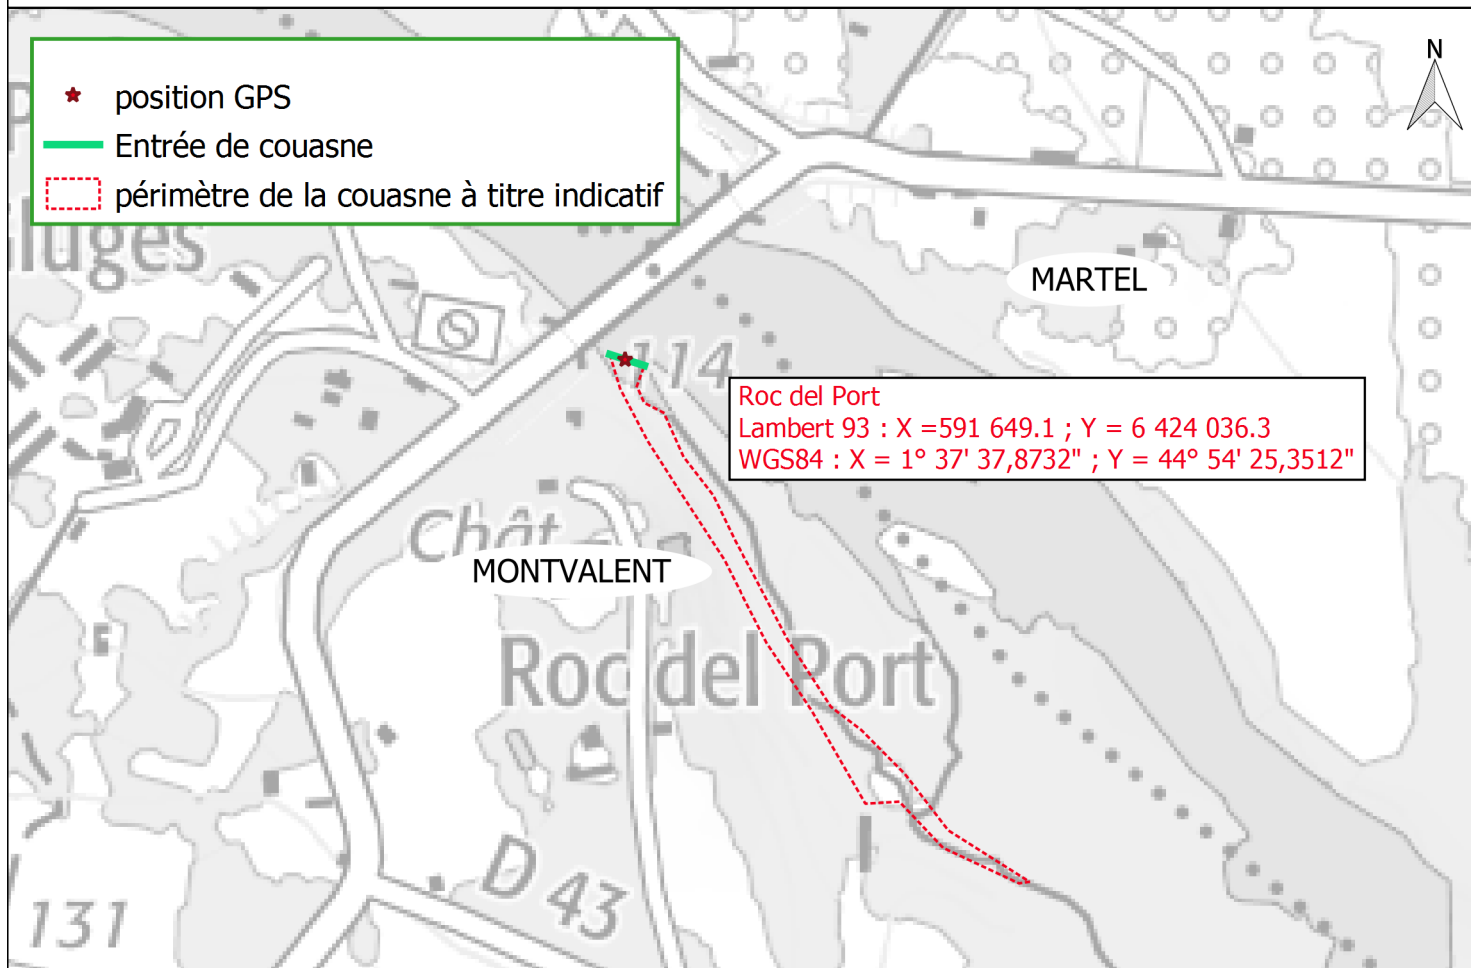 N
position GPS
Entrée de couasne
périmètre de la couasne à titre indicatif
MARTEL
114
Roc del Port
Lambert 93 : X =591 649.1 ; Y = 6 424 036.3
WGS84 : X = 1° 37' 37,8732" ; Y = 44° 54' 25,3512"
Chât
MONTVALENT
Roc del Port
D 43
131